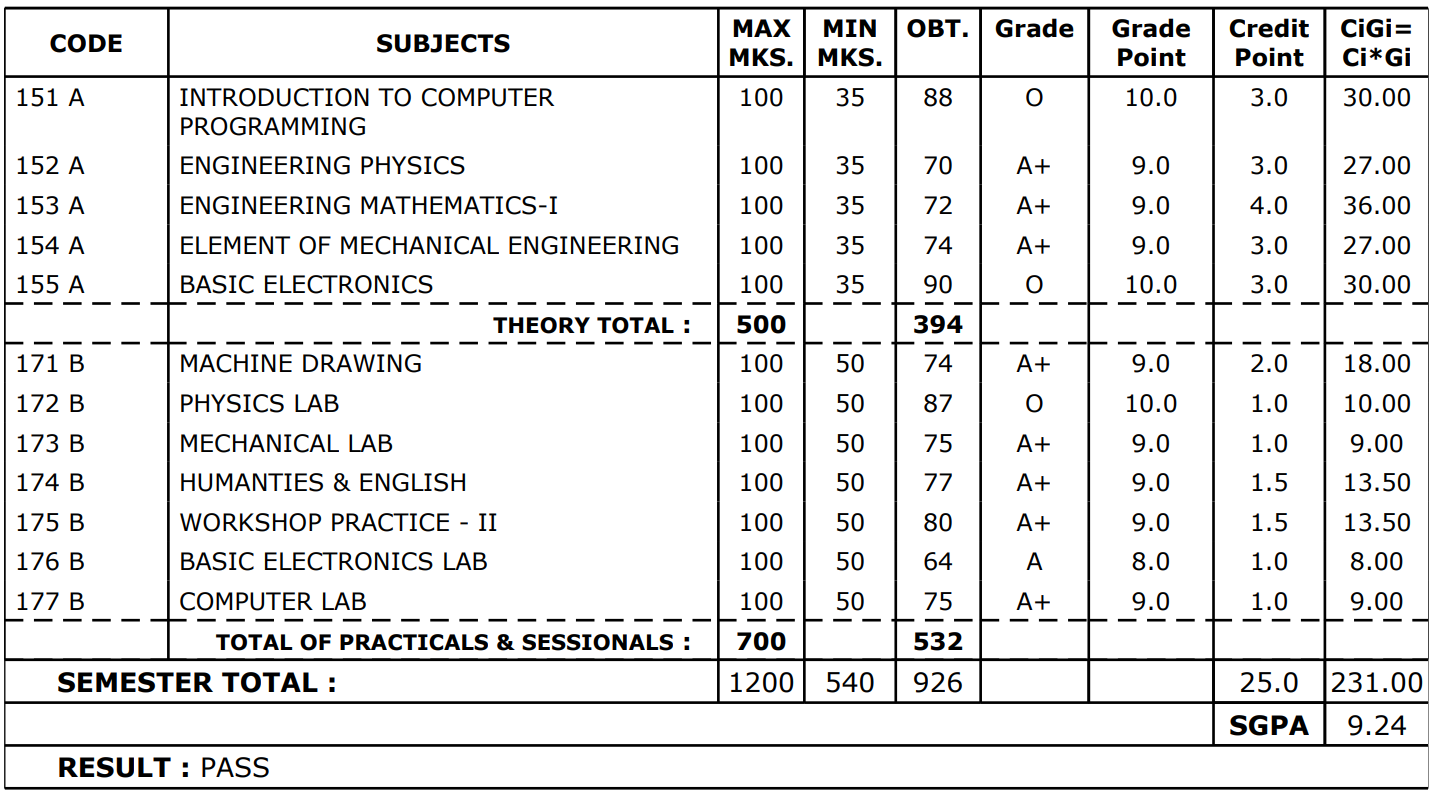 CODE SUBJECTS MAX MKS. MIN MKS. OBT. Grade Grade Point Credit Point CiGi= Ci*Gi
151 A INTRODUCTION TO COMPUTER 100 35 88 O 10.0 3.0 30.00
PROGRAMMING
152 A ENGINEERING PHYSICS 100 35 70 A+ 9.0 3.0 27.00
153 A ENGINEERING MATHEMATICS-I 100 35 72 A+ 9.0 4.0 36.00
154 A ELEMENT OF MECHANICAL ENGINEERING 100 35 74 A+ 9.0 3.0 27.00
155 A BASIC ELECTRONICS 100 35 90 O 10.0 3.0 30.00
THEORY TOTAL : 500 394
171 B MACHINE DRAWING 100 50 74 A+ 9.0 2.0 18.00
172 B PHYSICS LAB 100 50 87 O 10.0 1.0 10.00
173 B MECHANICAL LAB 100 50 75 A+ 9.0 1.0 9.00
174 B HUMANTIES & ENGLISH 100 50 77 A+ 9.0 1.5 13.50
175 B WORKSHOP PRACTICE - II 100 50 80 A+ 9.0 1.5 13.50
176 B BASIC ELECTRONICS LAB 100 50 64 A 8.0 1.0 8.00
177 B COMPUTER LAB 100 50 75 A+ 9.0 1.0 9.00
TOTAL OF PRACTICALS & SESSIONALS : 700 532
SEMESTER TOTAL : 1200 540 926 25.0 231.00
SGPA 9.24
RESULT : PASS